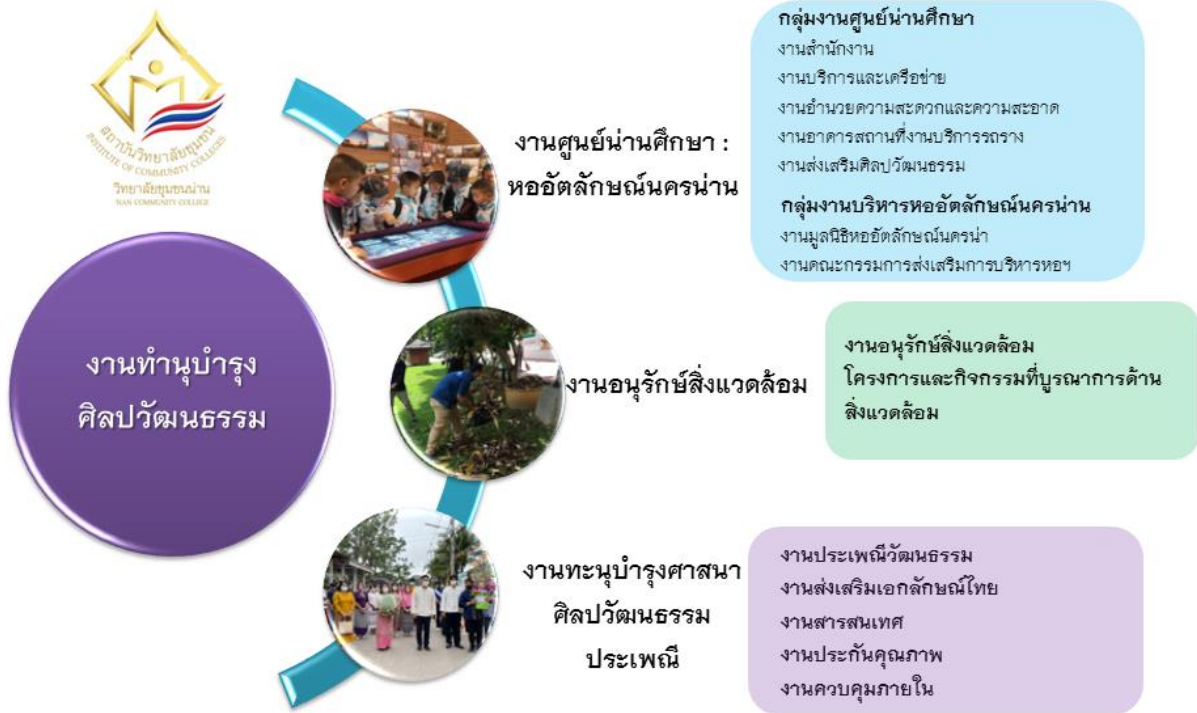 สถาบันวิทยาลัยชุมชน
INSTITUTE OF COMMUNITY COLLEGES
วิทยาลัยชุมชนน่าน
NAN COMMUNITY COLLEGE
งานทำนุบำรุง
ศิลปวัฒนธรรม
งานศูนย์น่านศึกษา :
หออัตลักษณ์นครน่าน
กลุ่มงานศูนย์น่านศึกษา
งานสำนักงาน
งานบริการและเครือข่าย
งานอำนวยความสะดวกและความสะอาด
งานอาคารสถานที่งานบริการรถราง
งานส่งเสริมศิลปวัฒนธรรม
กลุ่มงานบริหารหออัตลักษณ์นครน่าน
งานมูลนิธิหออัตลักษณ์นครน่า
งานคณะกรรมการส่งเสริมการบริหารหอฯ
งานอนุรักษ์สิ่งแวดล้อม
งานอนุรักษ์สิ่งแวดล้อม
โครงการและกิจกรรมที่บูรณาการด้าน
สิ่งแวดล้อม
งานทะนุบำรุงศาสนา
ศิลปวัฒนธรรม
ประเพณี
งานประเพณีวัฒนธรรม
งานส่งเสริมเอกลักษณ์ไทย
งานสารสนเทศ
งานประกันคุณภาพ
งานควบคุมภายใน